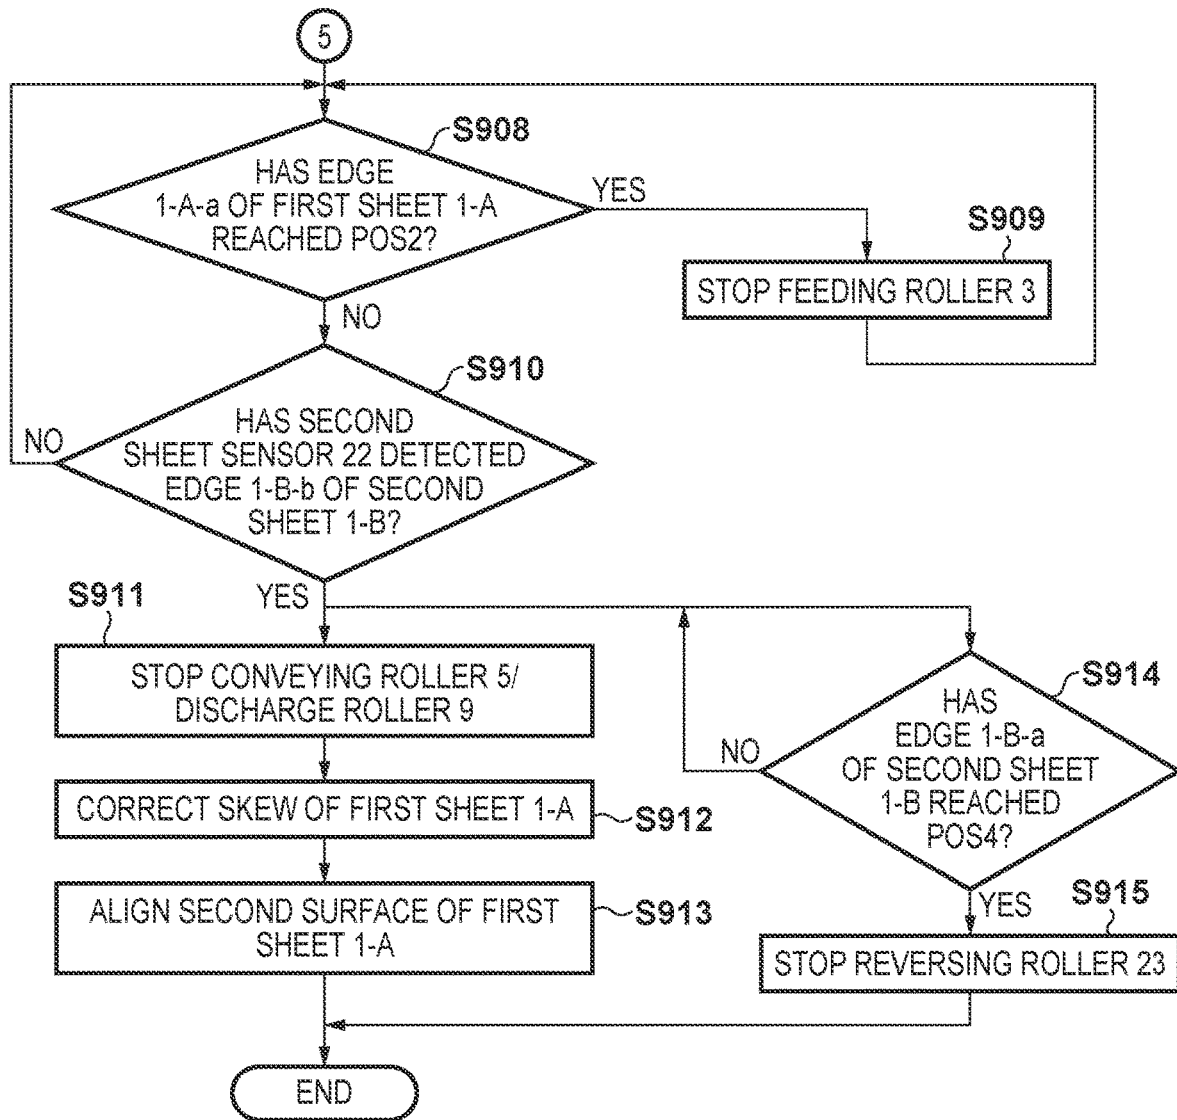 5
S908
HAS EDGE
1-A-a OF FIRST SHEET 1-A
REACHED POS2?
YES
S909
STOP FEEDING ROLLER 3
NO
S910
HAS SECOND
SHEET SENSOR 22 DETECTED
EDGE 1-B-b OF SECOND
SHEET 1-B?
NO
YES
S911
STOP CONVEYING ROLLER 5/
DISCHARGE ROLLER 9
S914
HAS
EDGE 1-B-a
OF SECOND SHEET
1-B REACHED
POS4?
NO
CORRECT SKEW OF FIRST SHEET 1-A
S912
ALIGN SECOND SURFACE OF FIRST
SHEET 1-A
S913
YES
S915
STOP REVERSING ROLLER 23
END